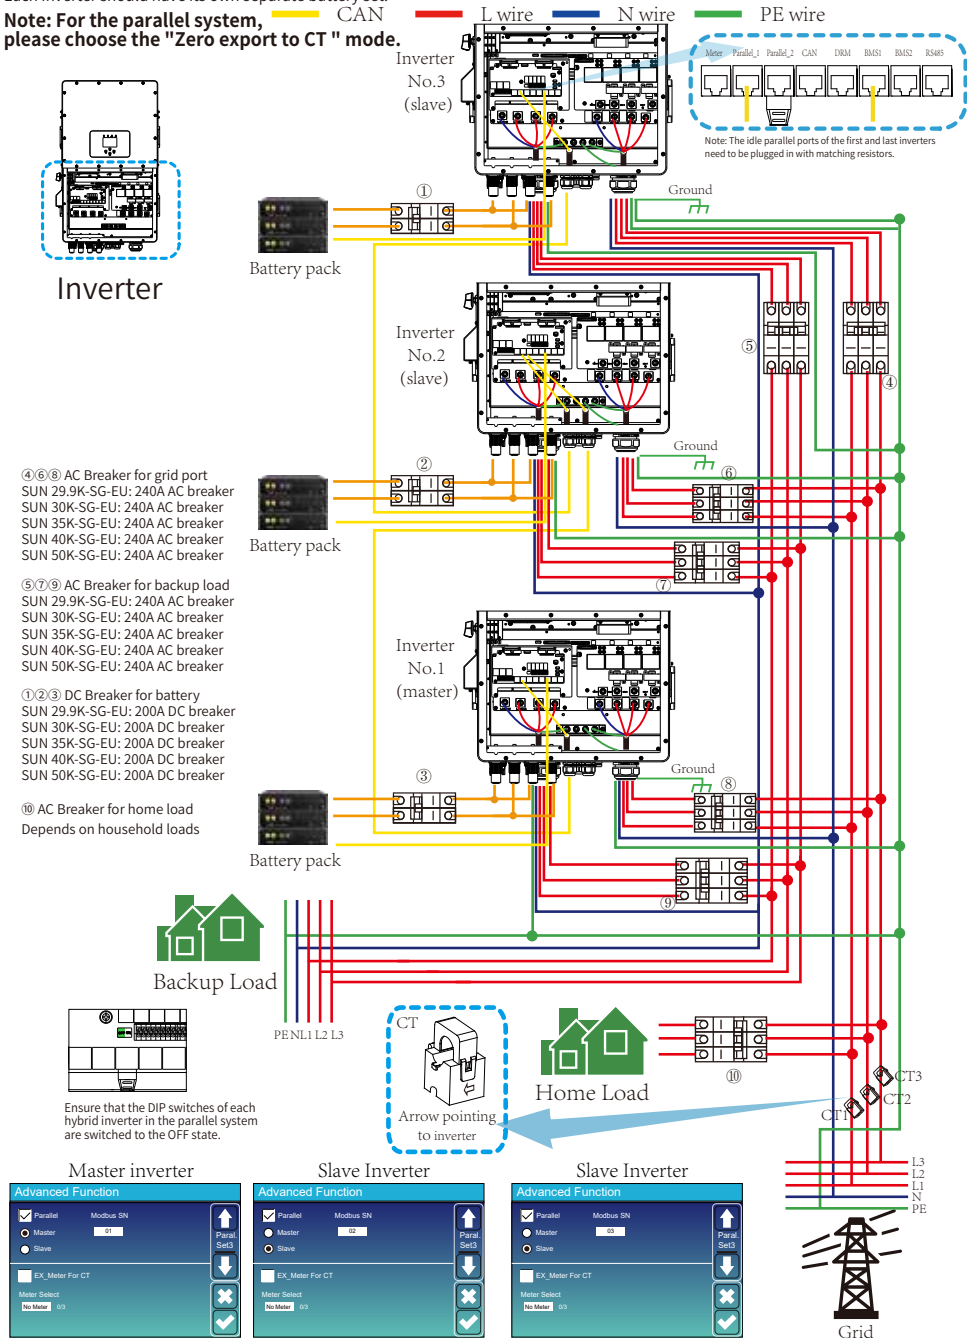 Each inverter should have its own separate battery set.
Note: For the parallel system,
please choose the "Zero export to CT " mode.
CAN
L wire
N wire
PE wire
Inverter
No.3
(slave)
Meter Parallel_1 Parallel_2 CAN DRM BMS1 BMS2 RS485
Note: The idle parallel ports of the first and last inverters
need to be plugged in with matching resistors.
Inverter
①
Ground
Battery pack
Inverter
No.2
(slave)
⑤
④
②
Ground
⑥
Battery pack
⑦
④⑥⑧ AC Breaker for grid port
SUN 29.9K-SG-EU: 240A AC breaker
SUN 30K-SG-EU: 240A AC breaker
SUN 35K-SG-EU: 240A AC breaker
SUN 40K-SG-EU: 240A AC breaker
SUN 50K-SG-EU: 240A AC breaker
⑤⑦⑨ AC Breaker for backup load
SUN 29.9K-SG-EU: 240A AC breaker
SUN 30K-SG-EU: 240A AC breaker
SUN 35K-SG-EU: 240A AC breaker
SUN 40K-SG-EU: 240A AC breaker
SUN 50K-SG-EU: 240A AC breaker
①②③ DC Breaker for battery
SUN 29.9K-SG-EU: 200A DC breaker
SUN 30K-SG-EU: 200A DC breaker
SUN 35K-SG-EU: 200A DC breaker
SUN 40K-SG-EU: 200A DC breaker
SUN 50K-SG-EU: 200A DC breaker
⑩ AC Breaker for home load
Depends on household loads
Inverter
No.1
(master)
③
Ground
⑧
Battery pack
⑨
Backup Load
PE N L1 L2 L3
Ensure that the DIP switches of each
hybrid inverter in the parallel system
are switched to the OFF state.
CT
Arrow pointing
to inverter
Home Load
⑩
CT3
CT2
CT1
L3
L2
L1
N
PE
Grid
Master inverter
Advanced Function
Parallel Modbus SN
Master 01
Slave
Paral.
Set3
EX_Meter For CT
Meter Select
No Meter 0/3
Slave Inverter
Advanced Function
Parallel Modbus SN
Master 02
Slave
Paral.
Set3
EX_Meter For CT
Meter Select
No Meter 0/3
Slave Inverter
Advanced Function
Parallel Modbus SN
Master 03
Slave
Paral.
Set3
EX_Meter For CT
Meter Select
No Meter 0/3